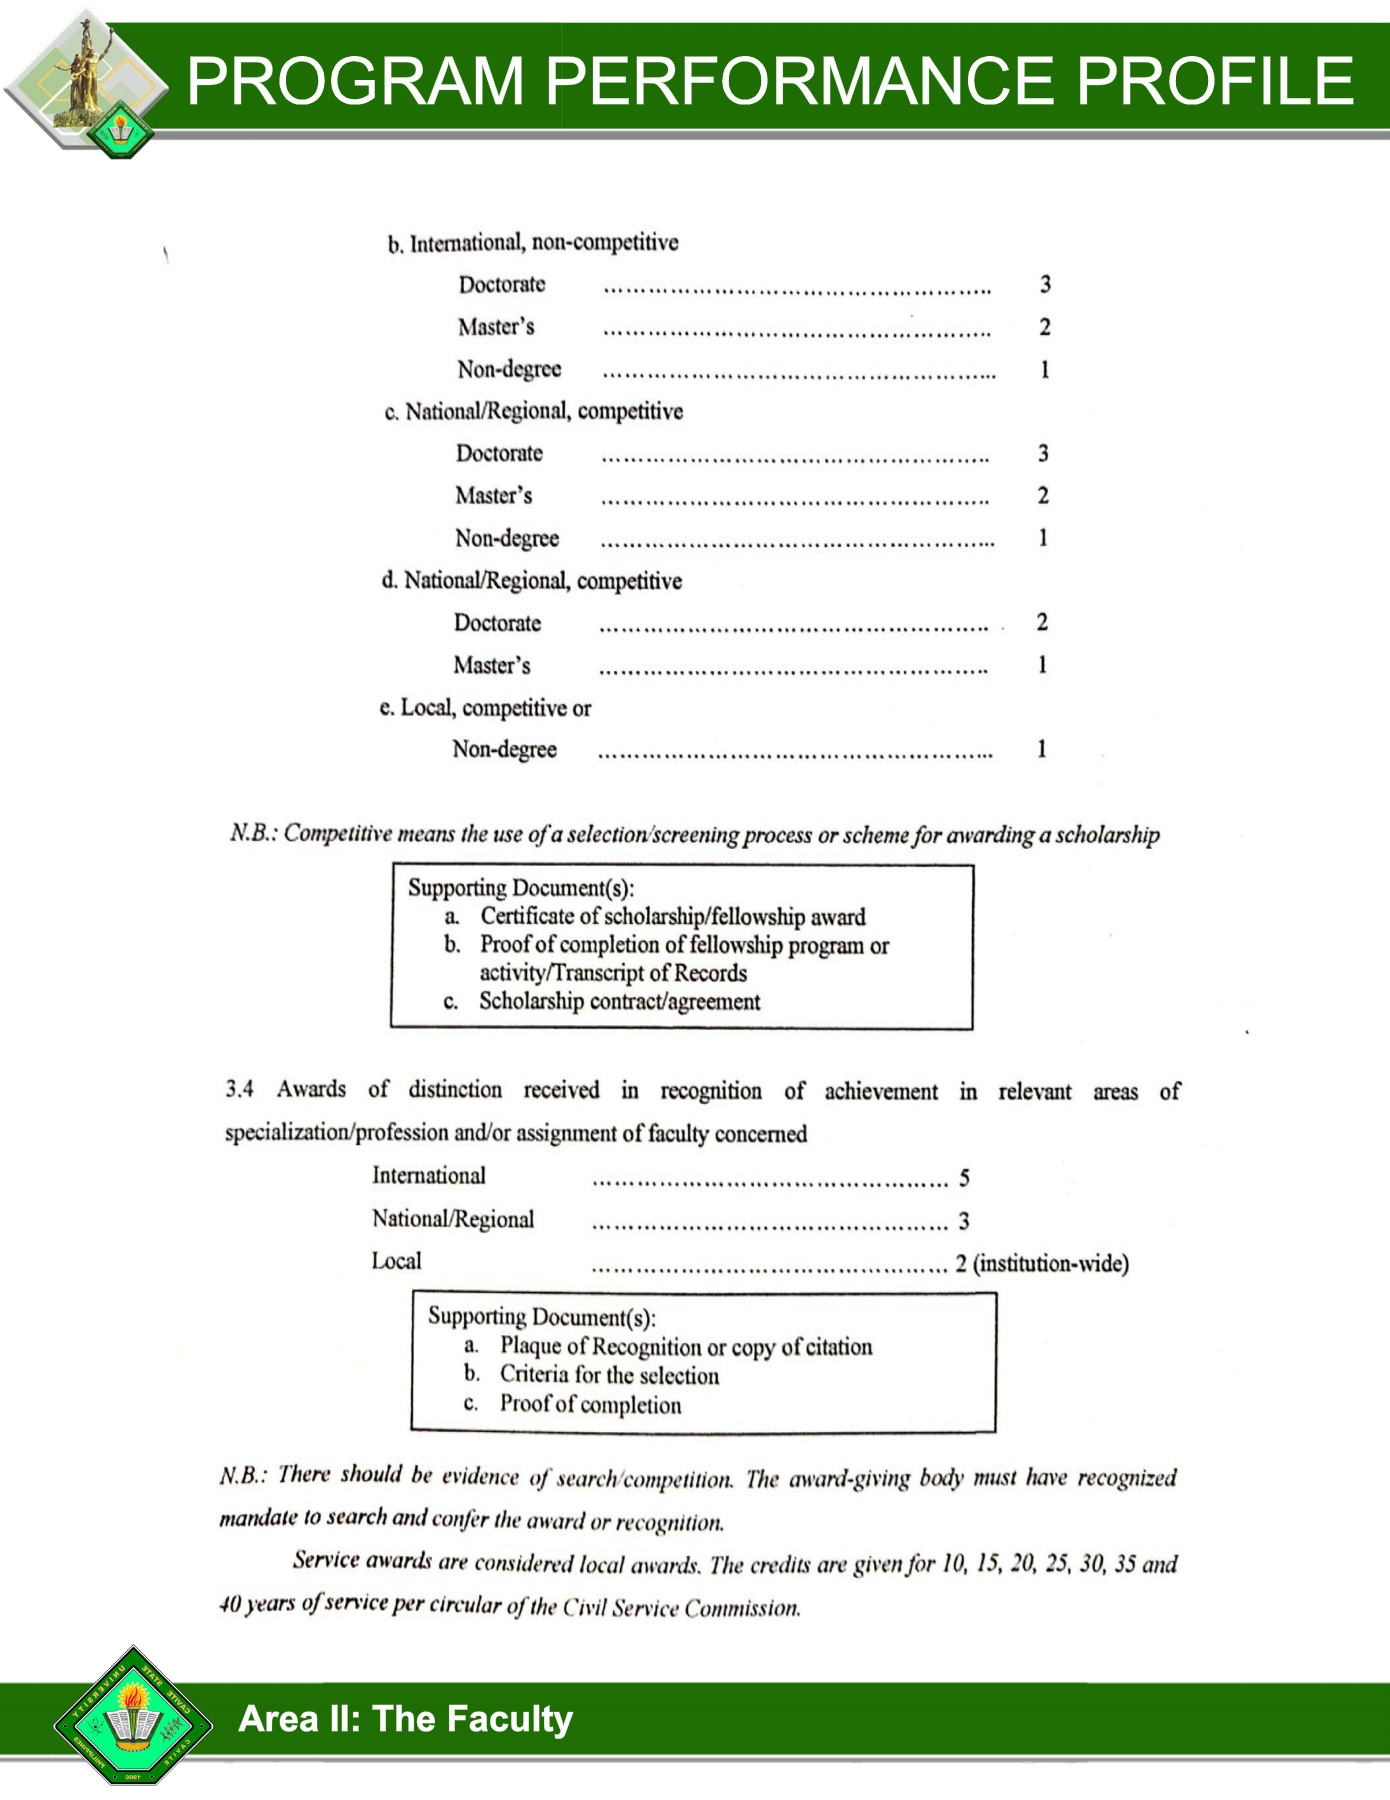 PROGRAM PERFORMANCE PROFILE
b. International, non-competitive
Doctorate ............................................................ 3
Master's ............................................................ 2
Non-degree ............................................................ 1
c. National/Regional, competitive
Doctorate ............................................................ 3
Master's ............................................................ 2
Non-degree ............................................................ 1
d. National/Regional, competitive
Doctorate ............................................................ 2
Master's ............................................................ 1
e. Local, competitive or
Non-degree ............................................................ 1
N.B.: Competitive means the use of a selection/screening process or scheme for awarding a scholarship
Supporting Document(s):
a. Certificate of scholarship/fellowship award
b. Proof of completion of fellowship program or
activity/Transcript of Records
c. Scholarship contract/agreement
3.4 Awards of distinction received in recognition of achievement in relevant areas of
specialization/profession and/or assignment of faculty concerned
International ...................................................... 5
National/Regional ...................................................... 3
Local ...................................................... 2 (institution-wide)
Supporting Document(s):
a. Plaque of Recognition or copy of citation
b. Criteria for the selection
c. Proof of completion
N.B.: There should be evidence of search/competition. The award-giving body must have recognized
mandate to search and confer the award or recognition.
Service awards are considered local awards. The credits are given for 10, 15, 20, 25, 30, 35 and
40 years of service per circular of the Civil Service Commission.
CAVITE STATE UNIVERSITY
CAVITE
PHILIPPINES
1906
Area II: The Faculty